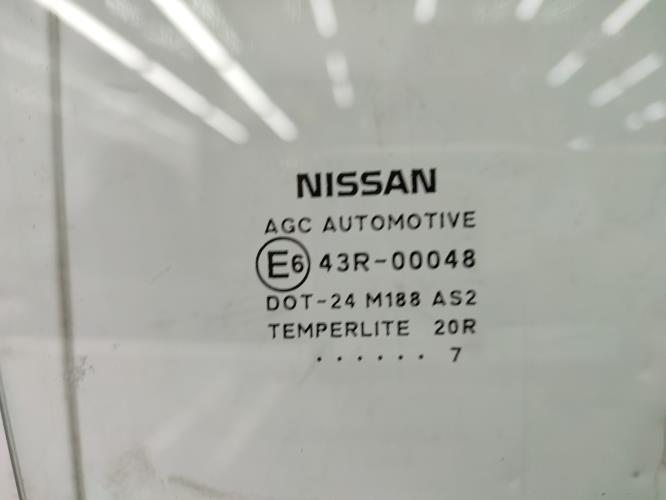 NISSAN
AGC AUTOMOTIVE
E6 43R-00048
DOT-24 M188 AS2
TEMPERLITE 20R
. . . . . . 7